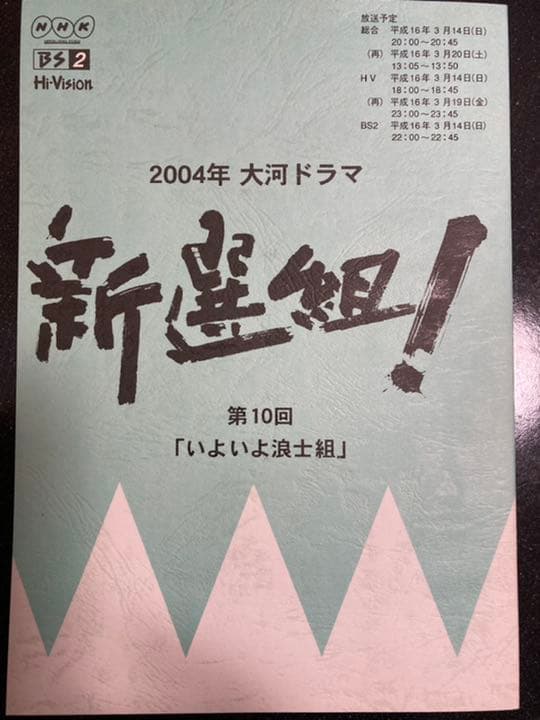 NHK
BS2
Hi-Vision
放送予定
総合 平成16年 3月14日(日)
20:00〜20:45
(再) 平成16年 3月20日(土)
13:05〜13:50
HV 平成16年 3月14日(日)
18:00〜18:45
(再) 平成16年 3月19日(金)
23:00〜23:45
BS2 平成16年 3月14日(日)
22:00〜22:45
2004年 大河ドラマ
新選組!
第10回
「いよいよ浪士組」